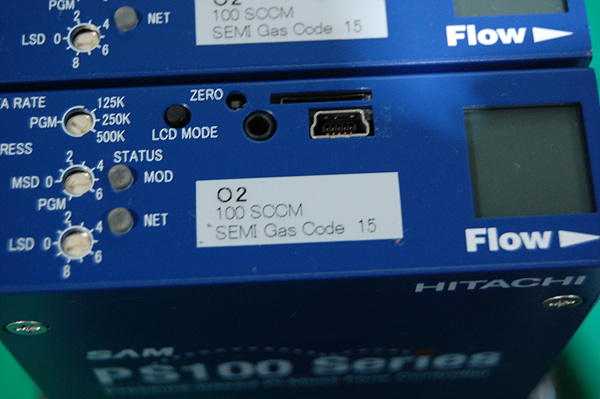 PGM
NET
LSD 0
6
8
O2
100 SCCM
SEMI Gas Code 15
Flow
TA RATE
125K
PGM 250K
500K
ZERO
LCD MODE
RESS
STATUS
2
4
MSD 0
6
MOD
PGM
2
4
NET
LSD 0
6
8
O2
100 SCCM
SEMI Gas Code 15
Flow
HITACHI
SAM
PS100 Series